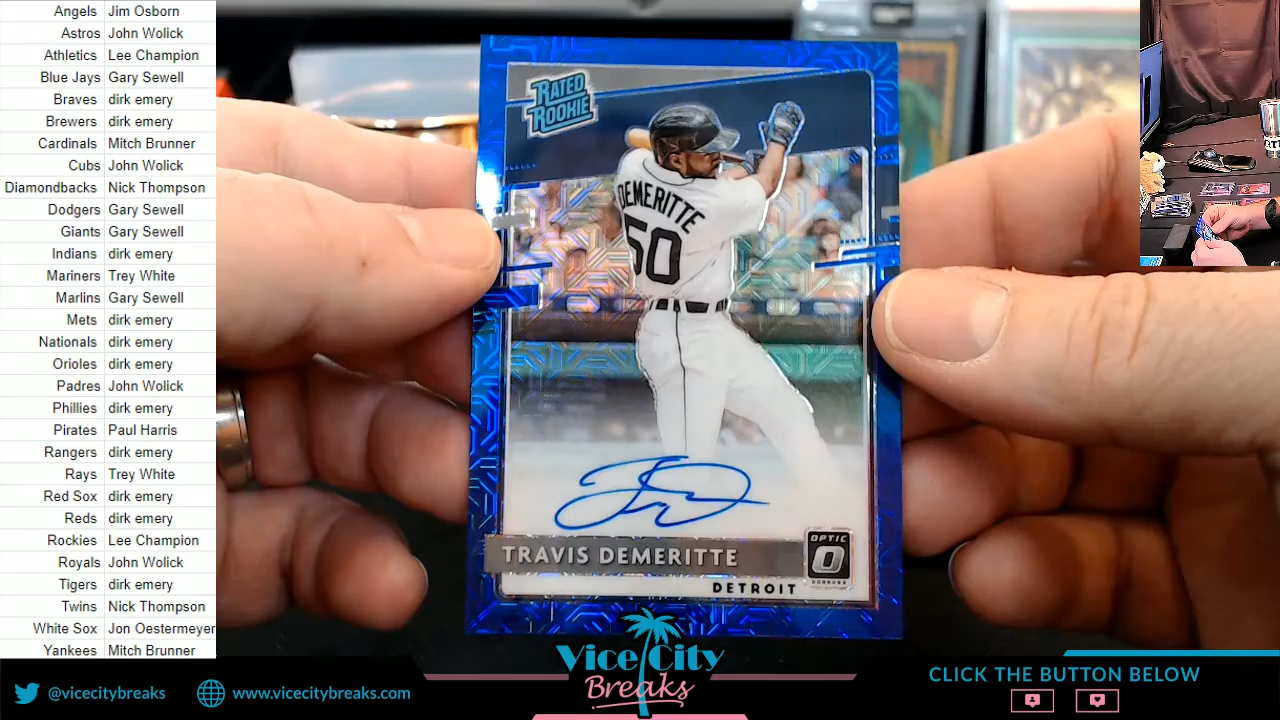 Angels Jim Osborn
Astros John Wolick
Athletics Lee Champion
Blue Jays Gary Sewell
Braves dirk emery
Brewers dirk emery
Cardinals Mitch Brunner
Cubs John Wolick
Diamondbacks Nick Thompson
Dodgers Gary Sewell
Giants Gary Sewell
Indians dirk emery
Mariners Trey White
Marlins Gary Sewell
Mets dirk emery
Nationals dirk emery
Orioles dirk emery
Padres John Wolick
Phillies dirk emery
Pirates Paul Harris
Rangers dirk emery
Rays Trey White
Red Sox dirk emery
Reds dirk emery
Rockies Lee Champion
Royals John Wolick
Tigers dirk emery
Twins Nick Thompson
White Sox Jon Oestermeyer
Yankees Mitch Brunner
RATED
ROOKIE
DEMERITTE
50
TRAVIS DEMERITTE
OPTIC
DONRUSS
DETROIT
@vicecitybreaks
www.vicecitybreaks.com
Vice City
Breaks
CLICK THE BUTTON BELOW